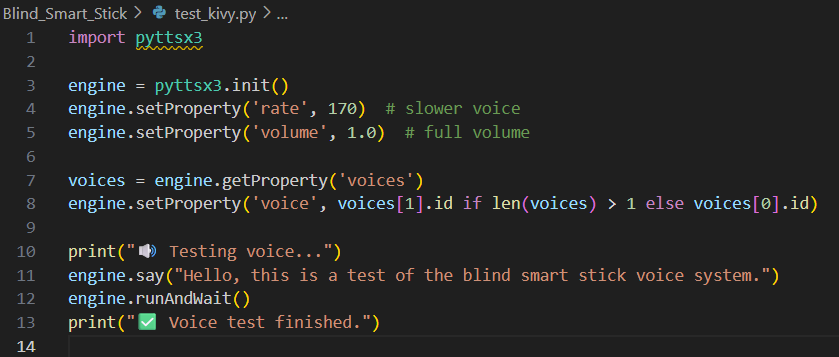 Blind_Smart_Stick > test_kivy.py > ...
1 import pyttsx3
2
3 engine = pyttsx3.init()
4 engine.setProperty('rate', 170)  # slower voice
5 engine.setProperty('volume', 1.0)  # full volume
6
7 voices = engine.getProperty('voices')
8 engine.setProperty('voice', voices[1].id if len(voices) > 1 else voices[0].id)
9
10 print("🔊 Testing voice...")
11 engine.say("Hello, this is a test of the blind smart stick voice system.")
12 engine.runAndWait()
13 print("✅ Voice test finished.")
14